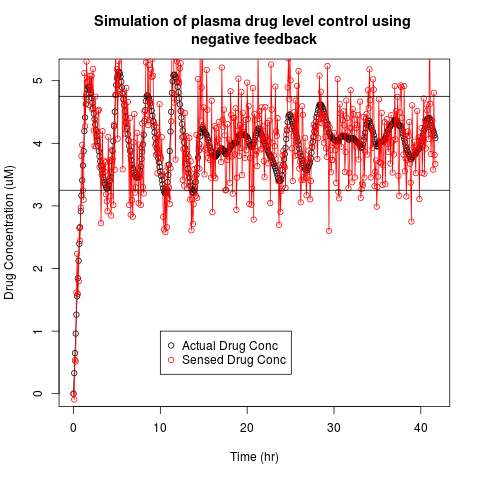 Simulation of plasma drug level control using
negative feedback
Drug Concentration (uM)
5
4
3
2
1
0
Actual Drug Conc
Sensed Drug Conc
0 10 20 30 40
Time (hr)